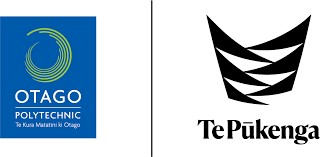 OTAGO
POLYTECHNIC
Te Kura Matatini ki Otago
Te Pūkenga